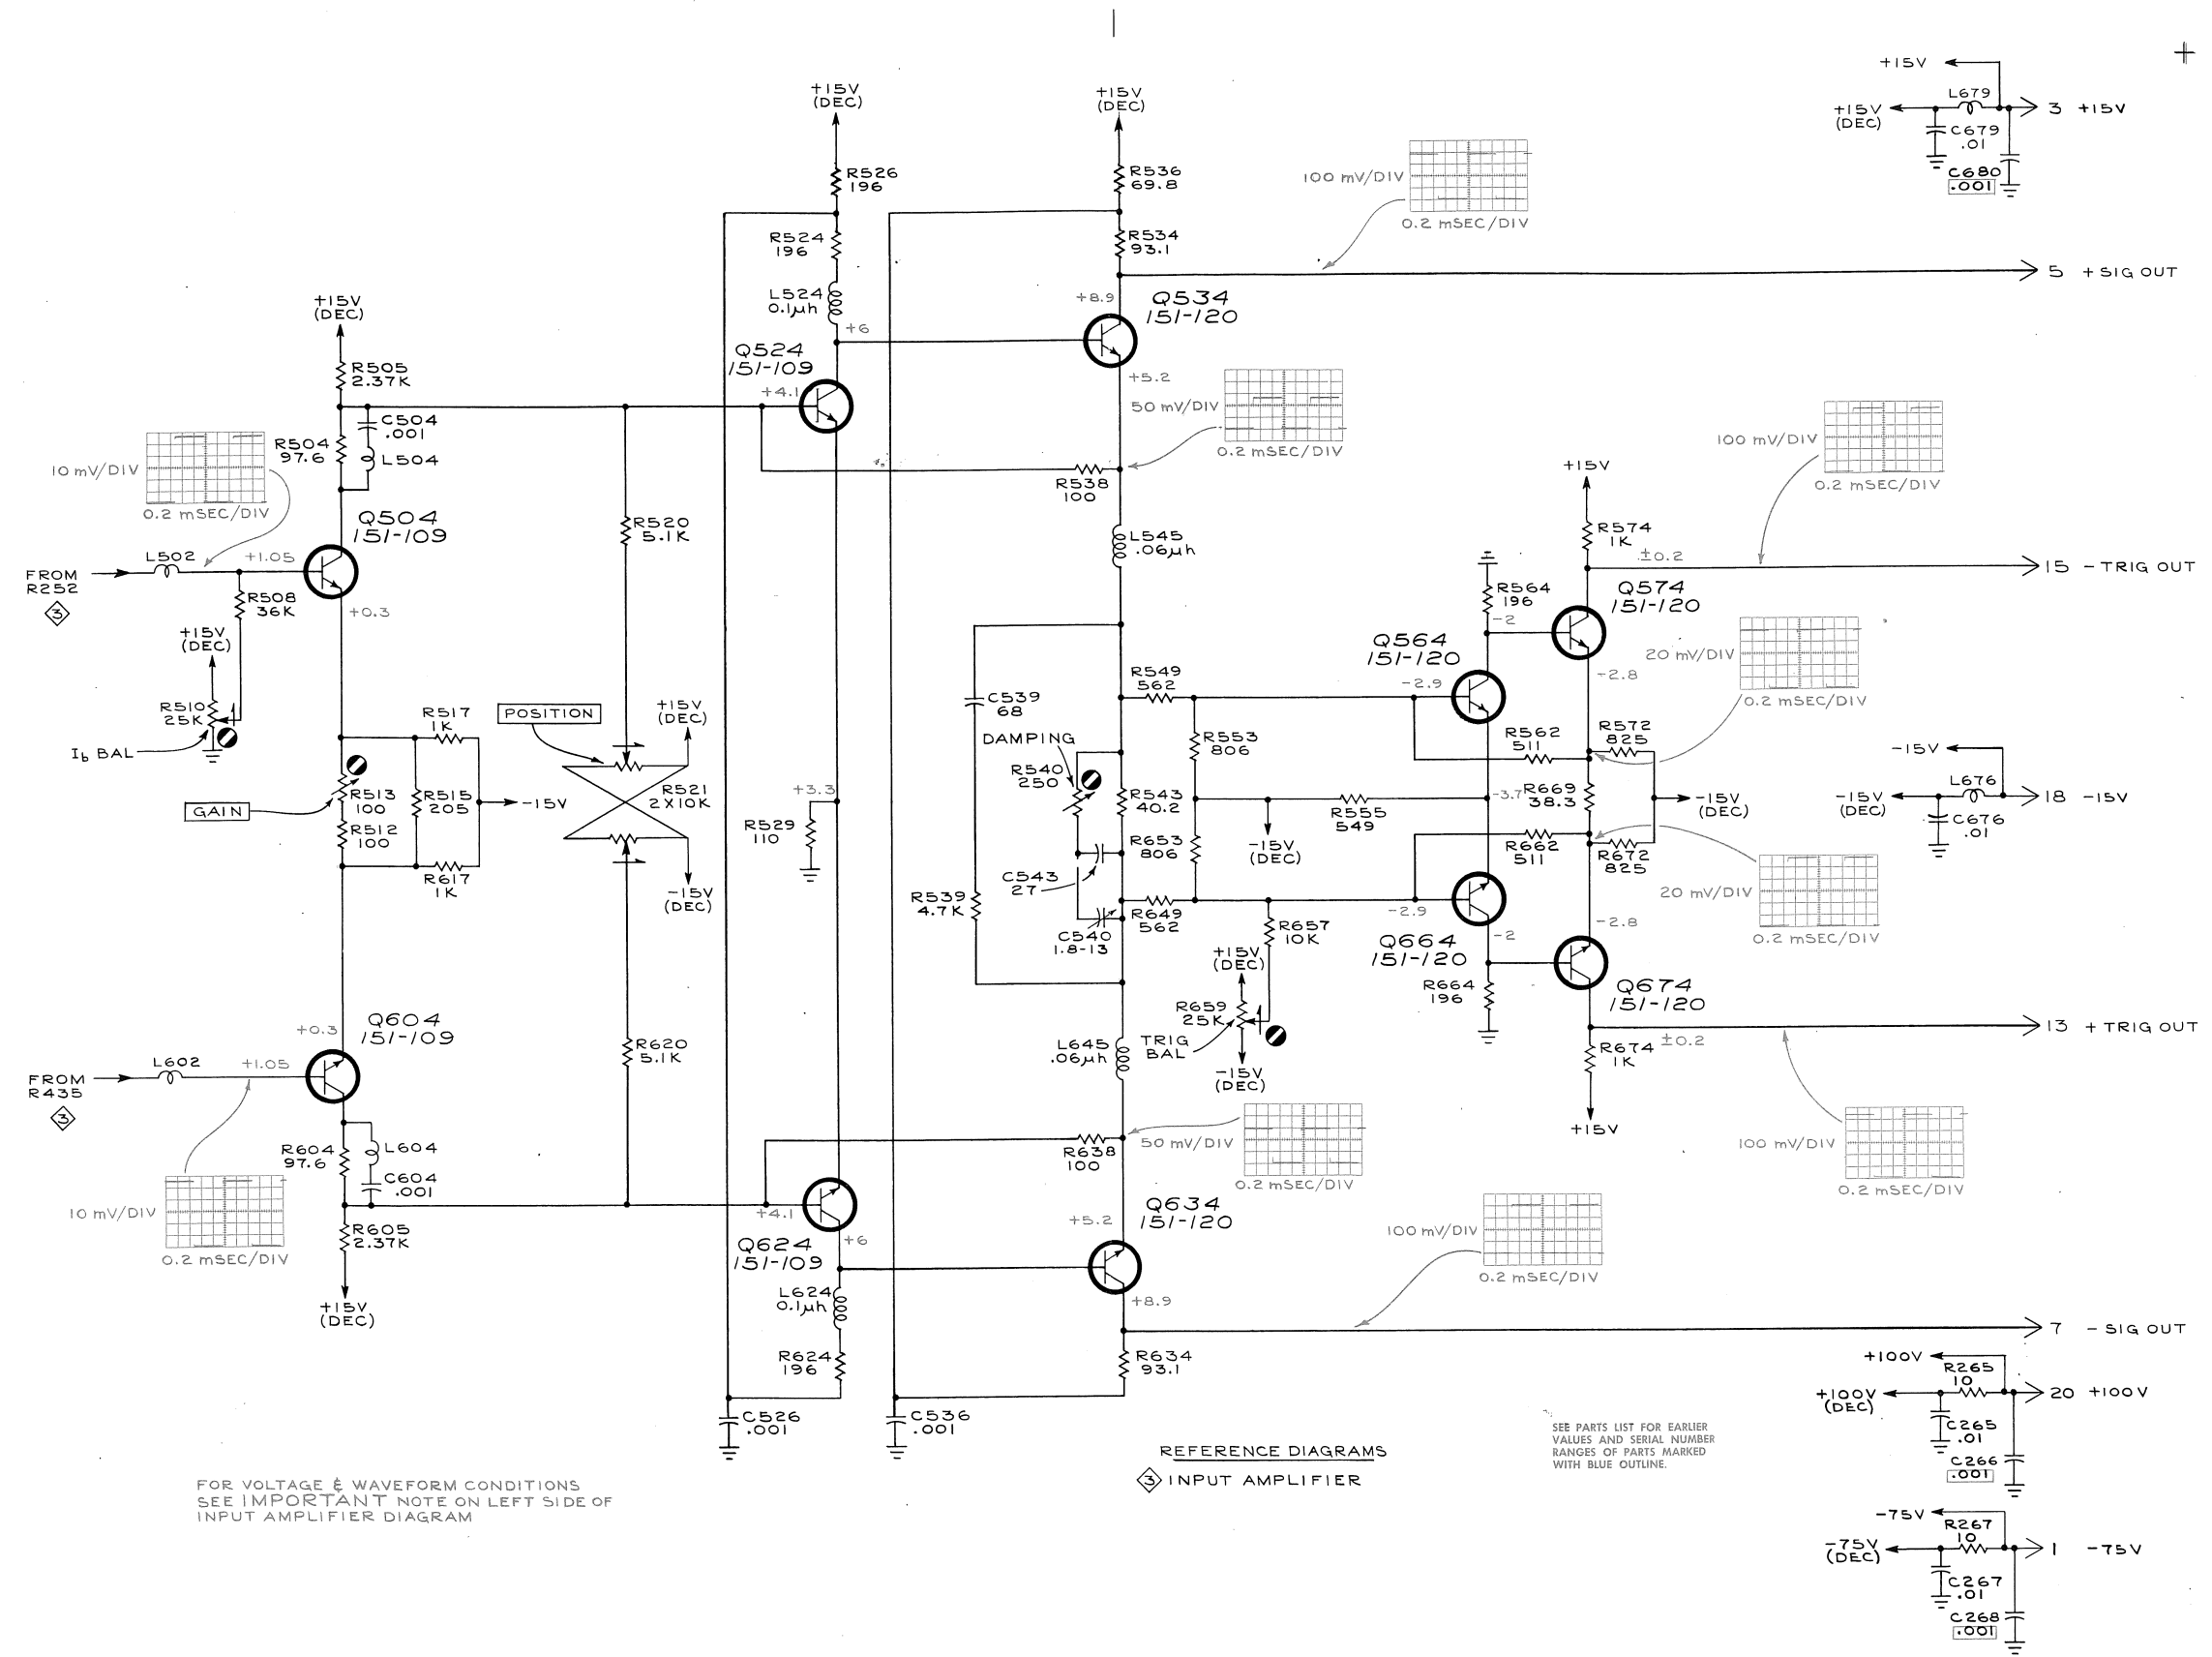 +15V
(DEC)
+15V
(DEC)
+15V
L679
+15V
(DEC)
3 +15V
C679
.01
C680
.001
R526
196
R536
69.8
100 mV/DIV
0.2 mSEC/DIV
R524
196
R534
93.1
5 + SIG OUT
L524
0.1µh
+8.9
Q534
151-120
+6
+15V
(DEC)
Q524
151-109
+4.1
+5.2
R505
2.37K
50 mV/DIV
0.2 mSEC/DIV
C504
.001
R504
97.6
L504
10 mV/DIV
0.2 mSEC/DIV
R538
100
100 mV/DIV
0.2 mSEC/DIV
+15V
Q504
151-109
R520
5.1K
L545
.06µh
R574
1K
±0.2
L502
+1.05
FROM
R252
3
R508
36K
+0.3
15 - TRIG OUT
R564
196
-2
Q574
151-120
+15V
(DEC)
Q564
151-120
20 mV/DIV
0.2 mSEC/DIV
R549
562
-2.9
-2.8
R510
25K
Ib BAL
R517
1K
POSITION
+15V
(DEC)
C539
68
DAMPING
R553
806
R562
511
R572
825
-15V
R540
250
R513
100
GAIN
R515
205
-15V
R521
2X10K
+3.3
R543
40.2
-3.7
R669
38.3
-15V
(DEC)
L676
-15V
(DEC)
18 -15V
C676
.01
R512
100
R529
110
R555
549
R653
806
-15V
(DEC)
R662
511
R672
825
R617
1K
-15V
(DEC)
C543
27
R539
4.7K
R649
562
-2.9
20 mV/DIV
0.2 mSEC/DIV
C540
1.8-13
R657
10K
-2.8
+15V
(DEC)
Q664
151-120
-2
R664
196
Q674
151-120
R659
25K
TRIG
BAL
-15V
(DEC)
13 + TRIG OUT
+0.3
Q604
151-109
R620
5.1K
L645
.06µh
R674
1K
±0.2
L602
+1.05
FROM
R435
3
+15V
50 mV/DIV
0.2 mSEC/DIV
100 mV/DIV
0.2 mSEC/DIV
R604
97.6
L604
C604
.001
R638
100
10 mV/DIV
0.2 mSEC/DIV
+4.1
Q634
151-120
+5.2
R605
2.37K
Q624
151-109
+6
100 mV/DIV
0.2 mSEC/DIV
+15V
(DEC)
L624
0.1µh
+8.9
7 - SIG OUT
R624
196
R634
93.1
+100V
R265
10
+100V
(DEC)
20 +100V
C265
.01
C266
.001
C526
.001
C536
.001
REFERENCE DIAGRAMS
3 INPUT AMPLIFIER
SEE PARTS LIST FOR EARLIER
VALUES AND SERIAL NUMBER
RANGES OF PARTS MARKED
WITH BLUE OUTLINE.
FOR VOLTAGE & WAVEFORM CONDITIONS
SEE IMPORTANT NOTE ON LEFT SIDE OF
INPUT AMPLIFIER DIAGRAM
-75V
R267
10
-75V
(DEC)
1 -75V
C267
.01
C268
.001